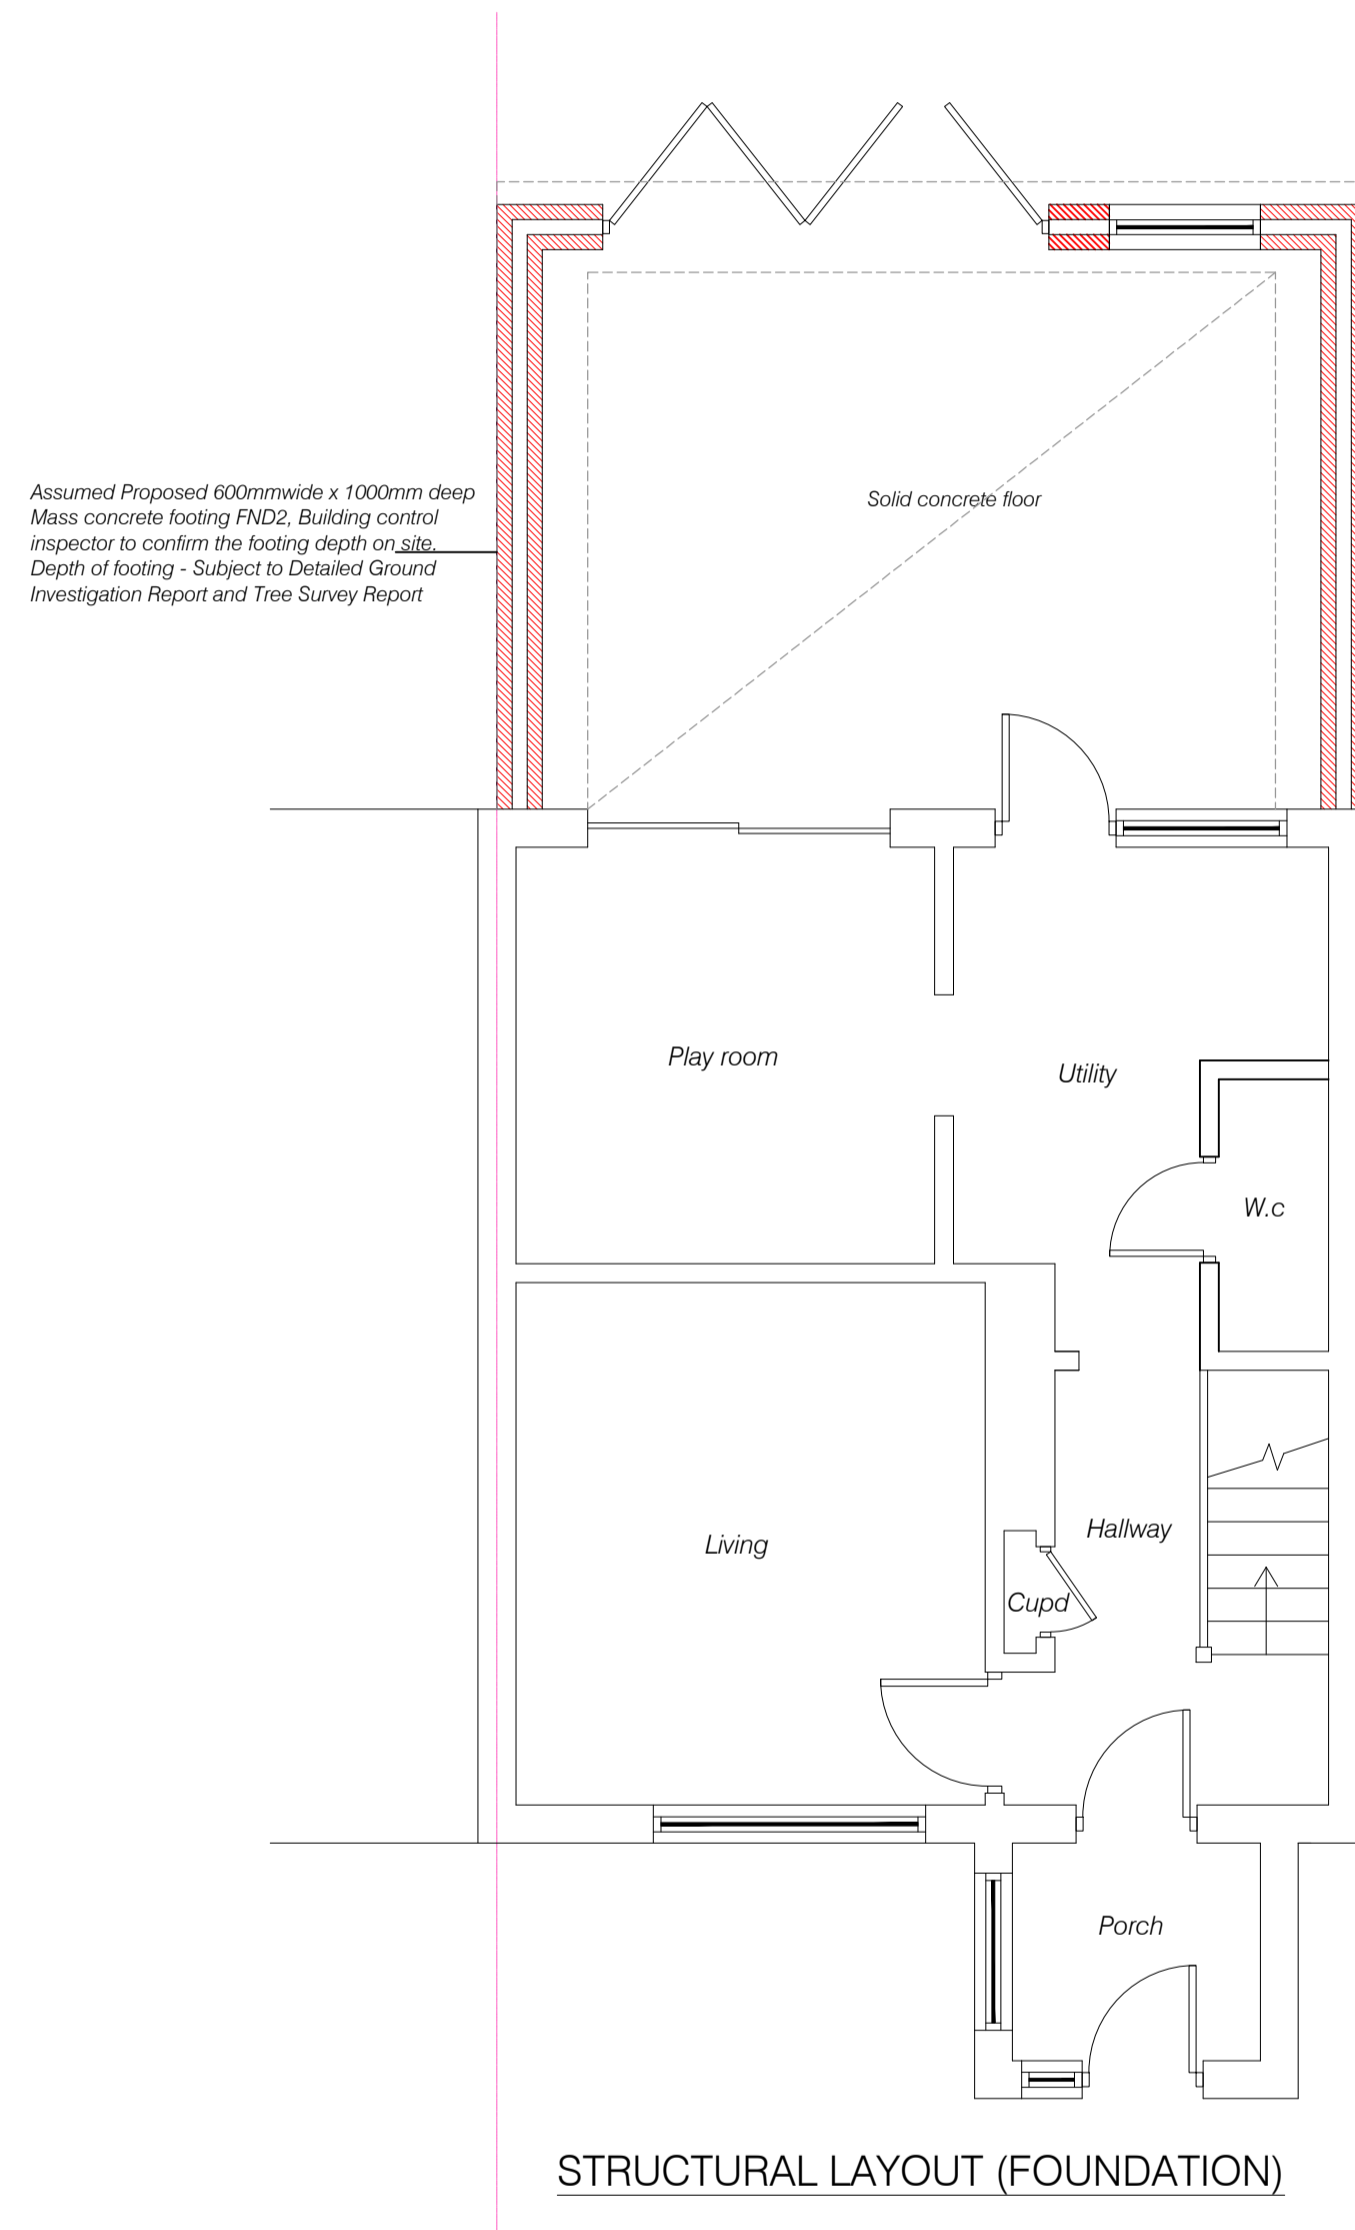 Assumed Proposed 600mmwide x 1000mm deep
Mass concrete footing FND2, Building control
inspector to confirm the footing depth on site.
Depth of footing - Subject to Detailed Ground
Investigation Report and Tree Survey Report
Solid concrete floor
Play room
Utility
W.c
Living
Hallway
Cupd
Porch
STRUCTURAL LAYOUT (FOUNDATION)